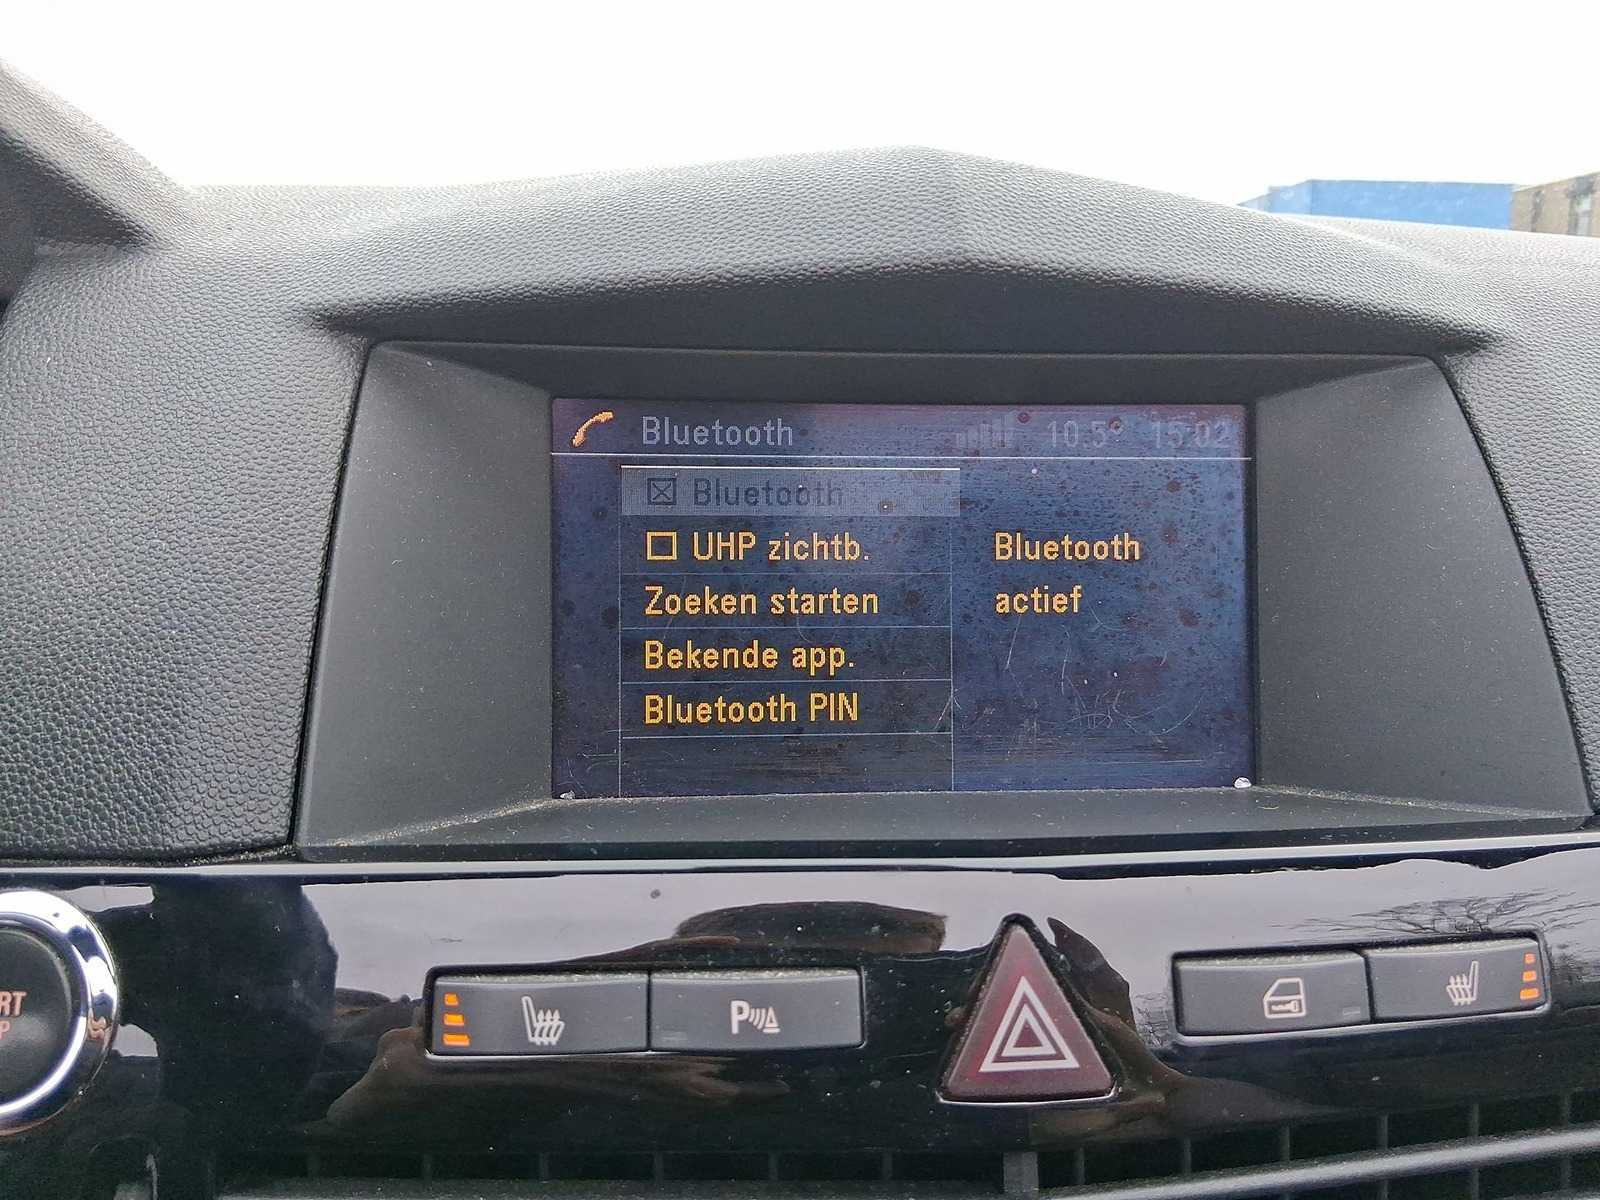 Bluetooth 10,5° 15:02
Bluetooth
UHP zichtb.
Bluetooth
Zoeken starten
actief
Bekende app.
Bluetooth PIN
P